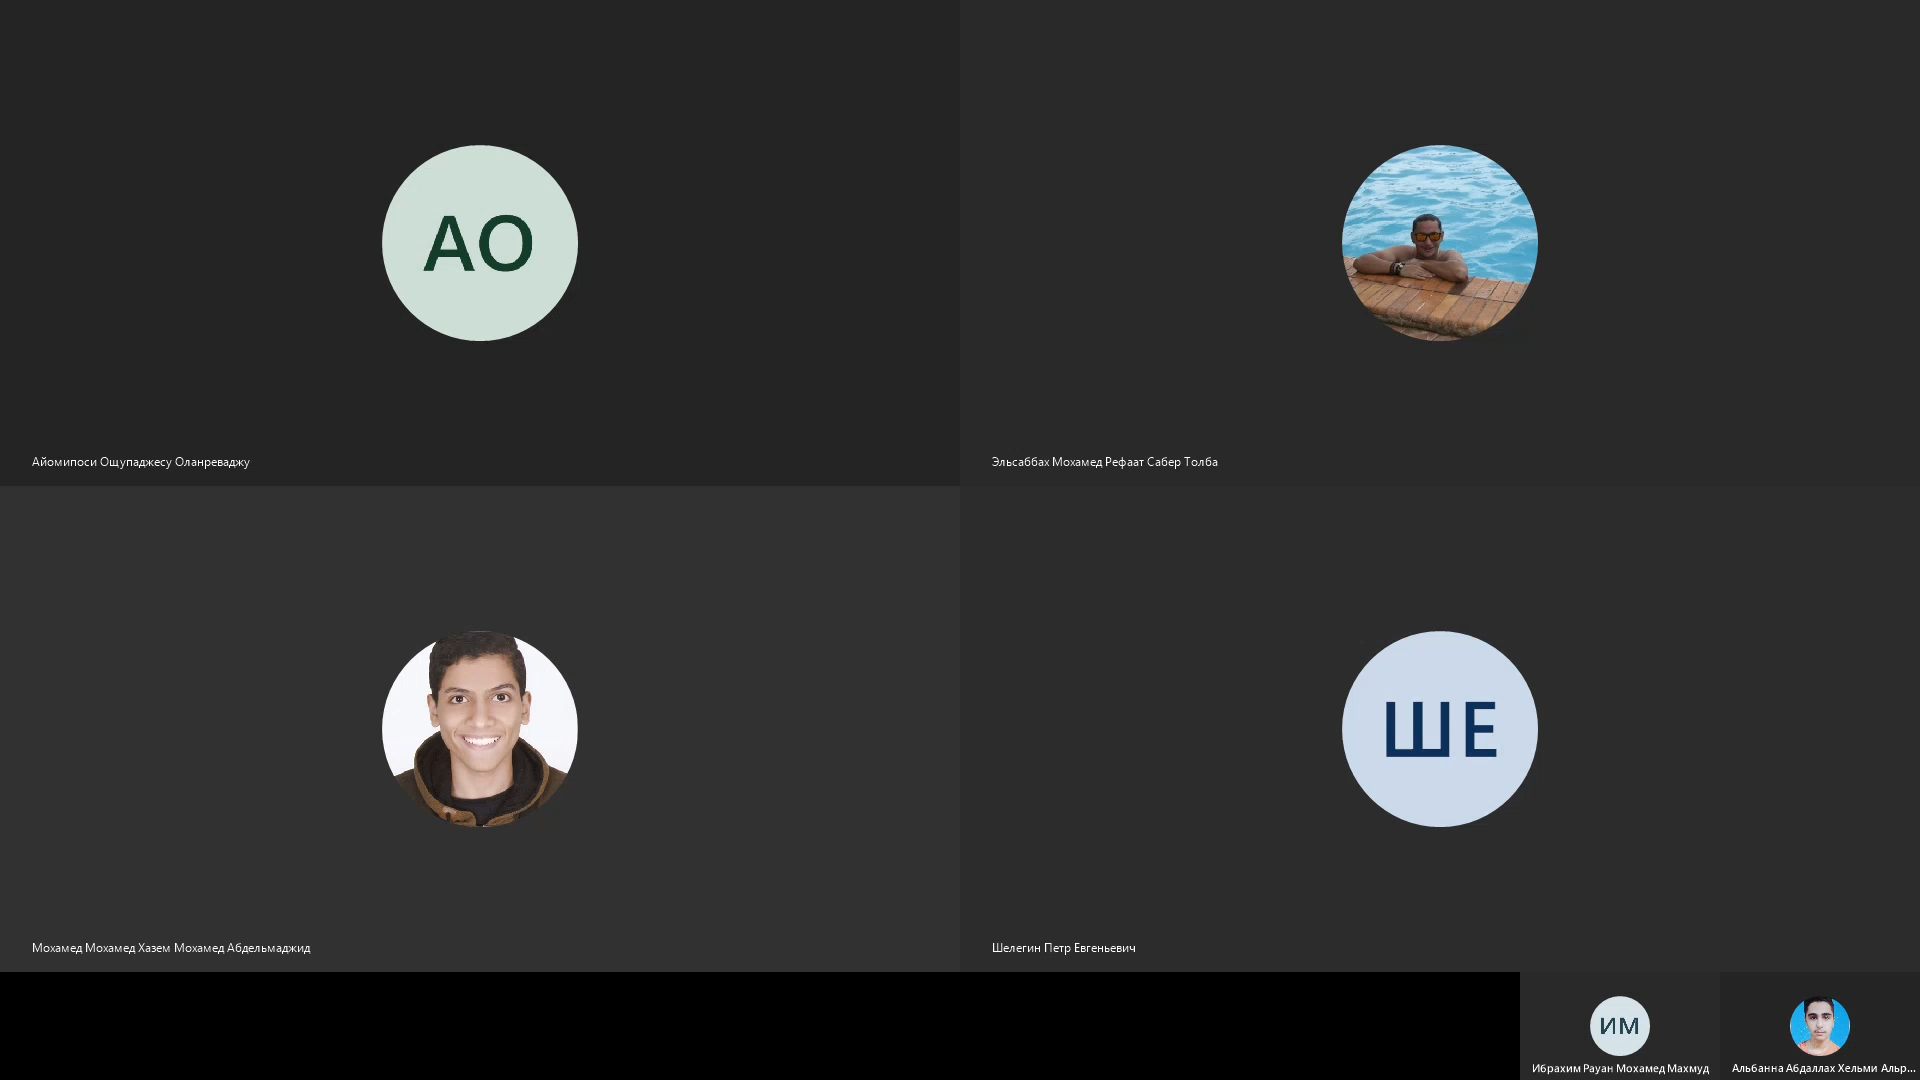 АО
Айомипоси Ощупаджесу Оланреваджу
Эльсаббах Мохамед Рефаат Сабер Толба
Мохамед Мохамед Хазем Мохамед Абдельмаджид
ШЕ
Шелегин Петр Евгеньевич
ИМ
Ибрахим Рауан Мохамед Махмуд
Альбанна Абдаллах Хельми Альр...